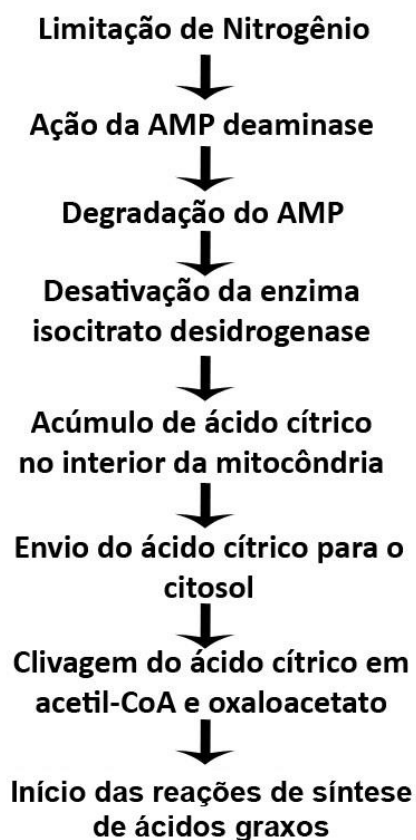 Limitação de Nitrogênio
Ação da AMP deaminase
Degradação do AMP
Desativação da enzima
isocitrato desidrogenase
Acúmulo de ácido cítrico
no interior da mitocôndria
Envio do ácido cítrico para o
citosol
Clivagem do ácido cítrico em
acetil-CoA e oxaloacetato
Início das reações de síntese
de ácidos graxos